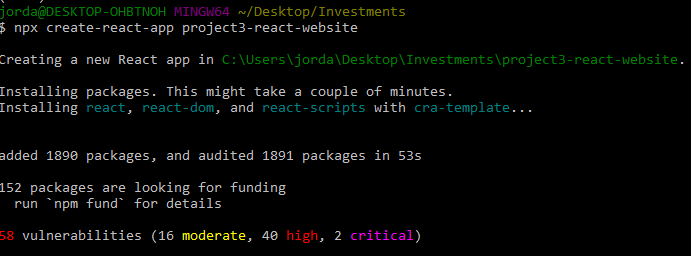 jorda@DESKTOP-OHBTNOH MINGW64 ~/Desktop/Investments
$ npx create-react-app project3-react-website
Creating a new React app in C:\Users\jorda\Desktop\Investments\project3-react-website.
Installing packages. This might take a couple of minutes.
Installing react, react-dom, and react-scripts with cra-template...
added 1890 packages, and audited 1891 packages in 53s
152 packages are looking for funding
run `npm fund` for details
58 vulnerabilities (16 moderate, 40 high, 2 critical)